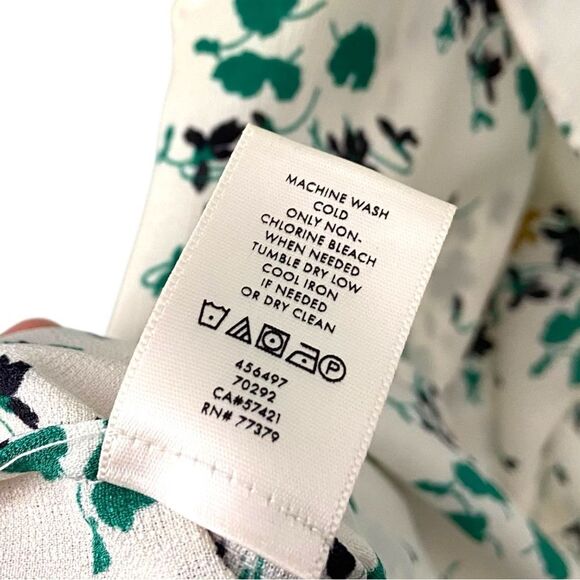 MACHINE WASH
COLD
ONLY NON-
CHLORINE BLEACH
WHEN NEEDED
TUMBLE DRY LOW
COOL IRON
IF NEEDED
OR DRY CLEAN
P
456497
70292
CA#57421
RN# 77379